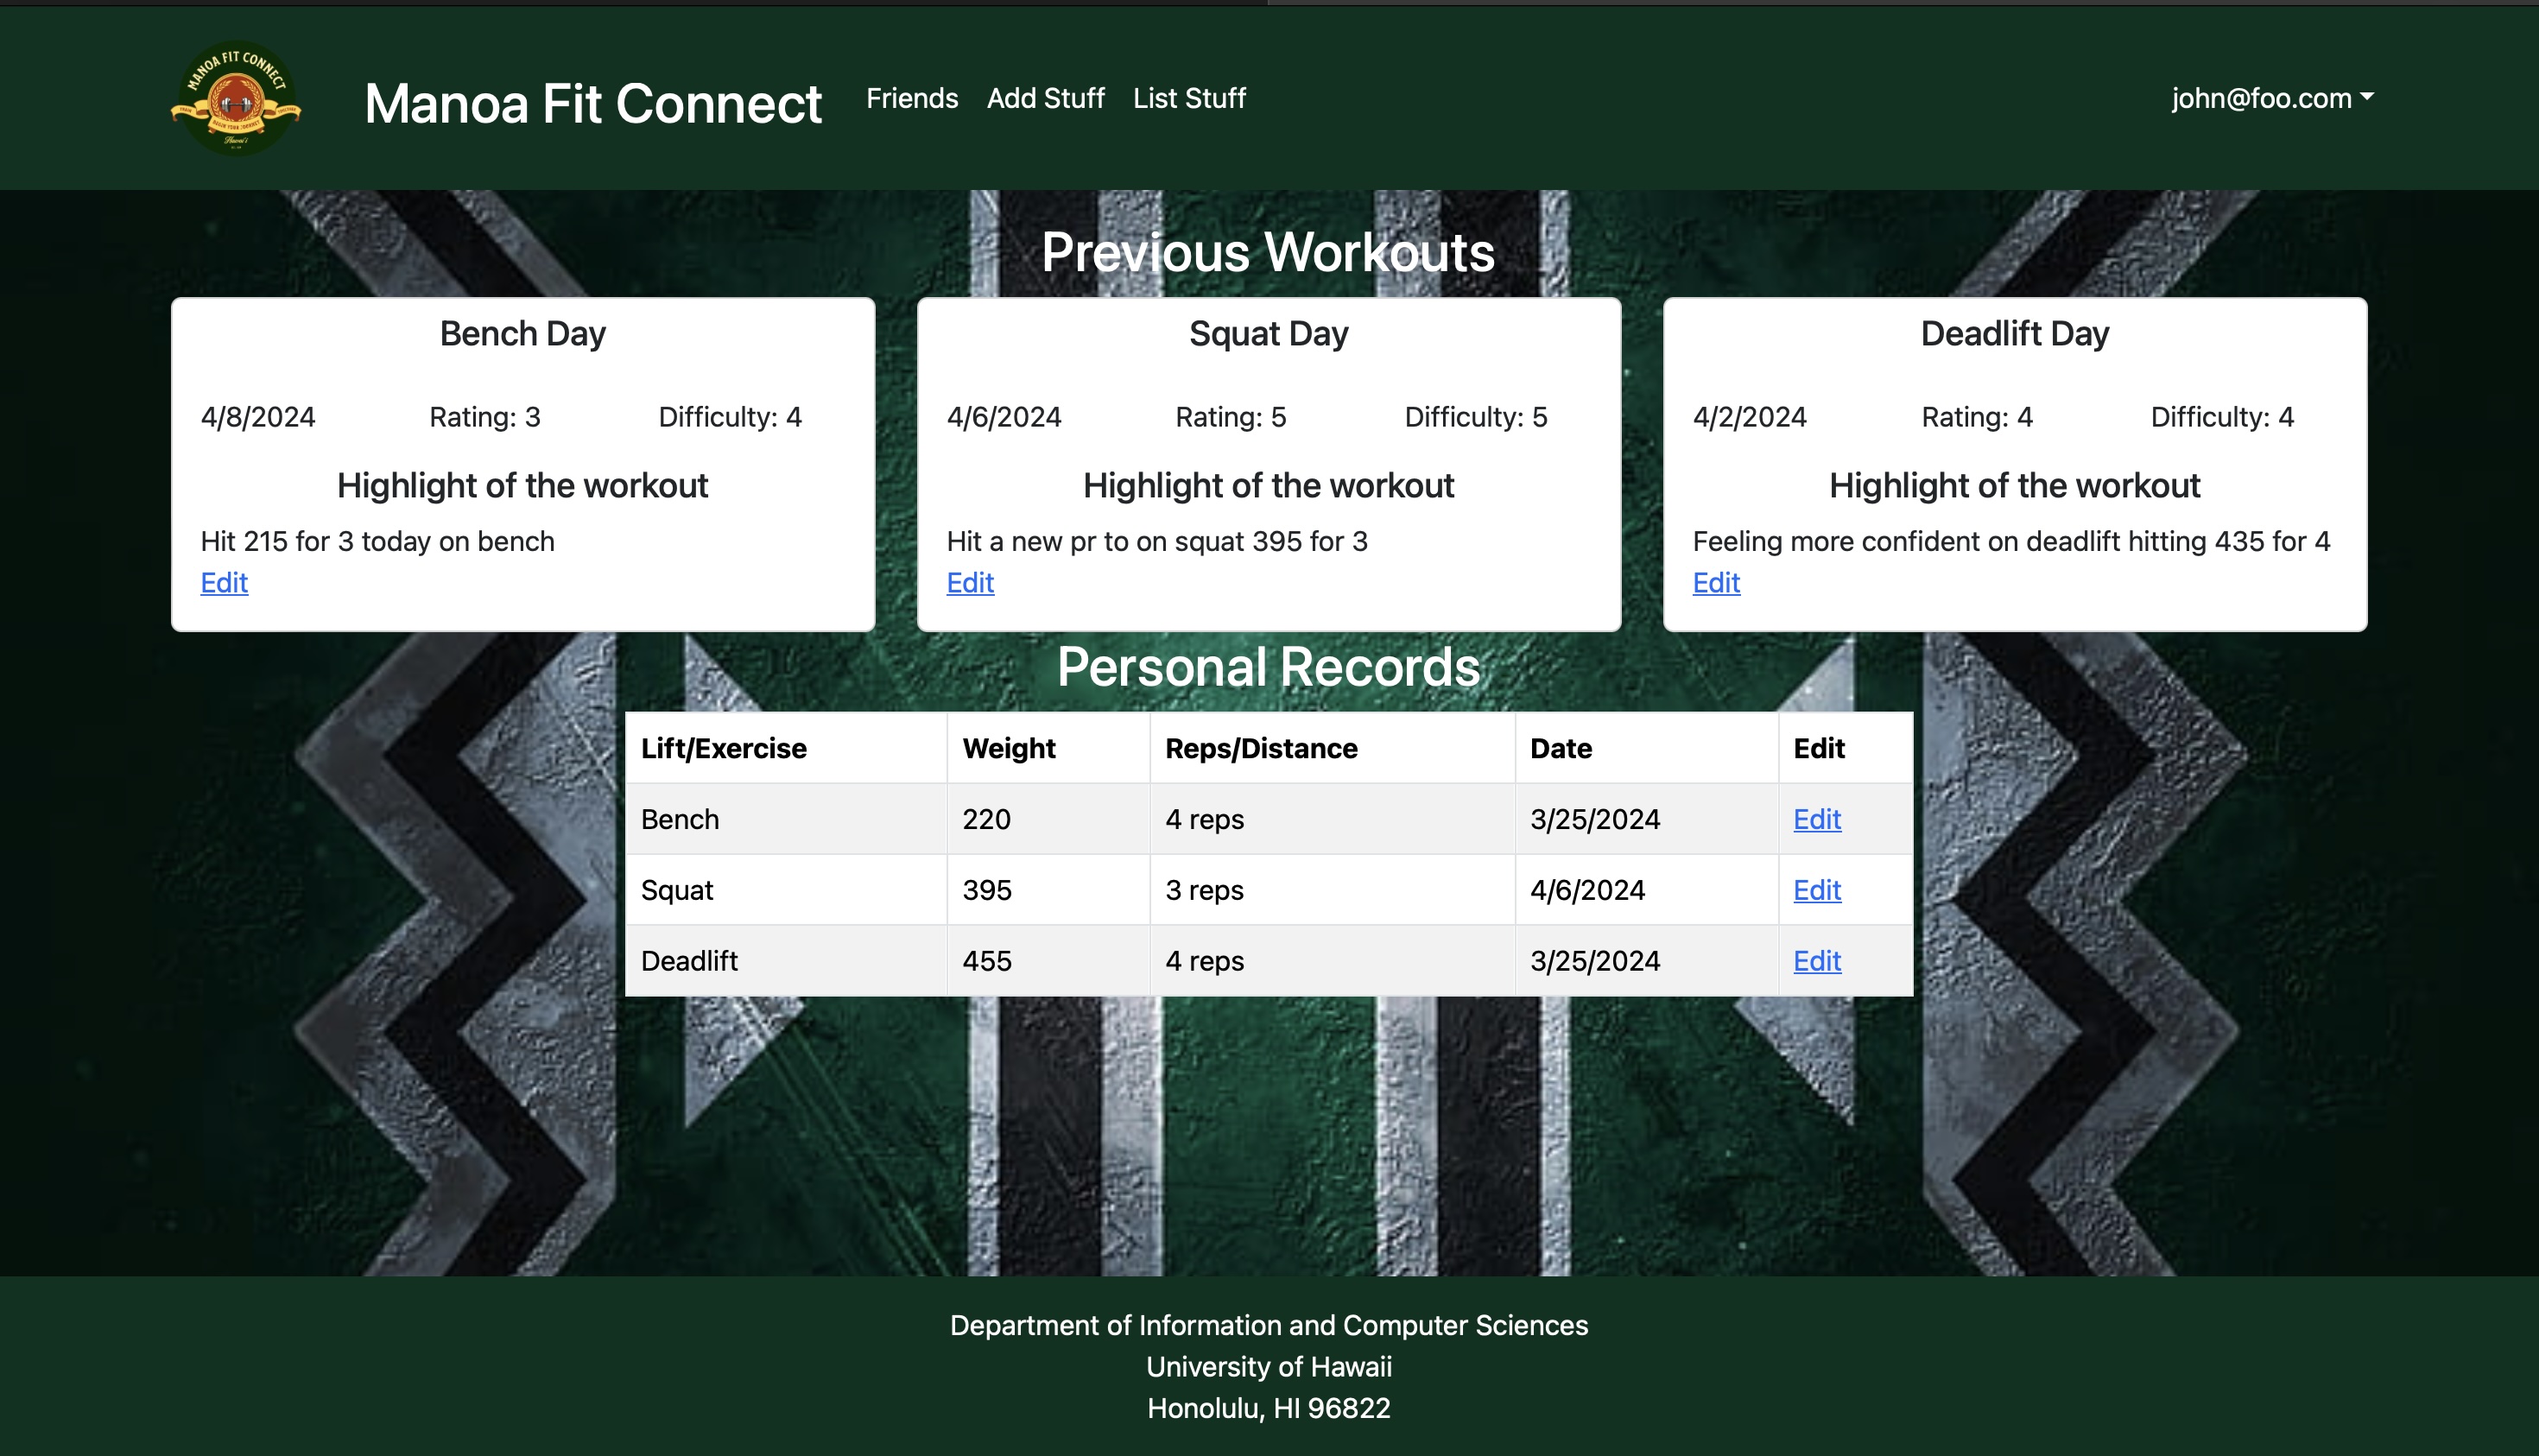 MANOA FIT CONNECT
Hawai'i
Manoa Fit Connect Friends Add Stuff List Stuff john@foo.com
Previous Workouts
Bench Day
4/8/2024 Rating: 3 Difficulty: 4
Highlight of the workout
Hit 215 for 3 today on bench
Edit
Squat Day
4/6/2024 Rating: 5 Difficulty: 5
Highlight of the workout
Hit a new pr to on squat 395 for 3
Edit
Deadlift Day
4/2/2024 Rating: 4 Difficulty: 4
Highlight of the workout
Feeling more confident on deadlift hitting 435 for 4
Edit
Personal Records
Lift/Exercise Weight Reps/Distance Date Edit
Bench 220 4 reps 3/25/2024 Edit
Squat 395 3 reps 4/6/2024 Edit
Deadlift 455 4 reps 3/25/2024 Edit
Department of Information and Computer Sciences
University of Hawaii
Honolulu, HI 96822